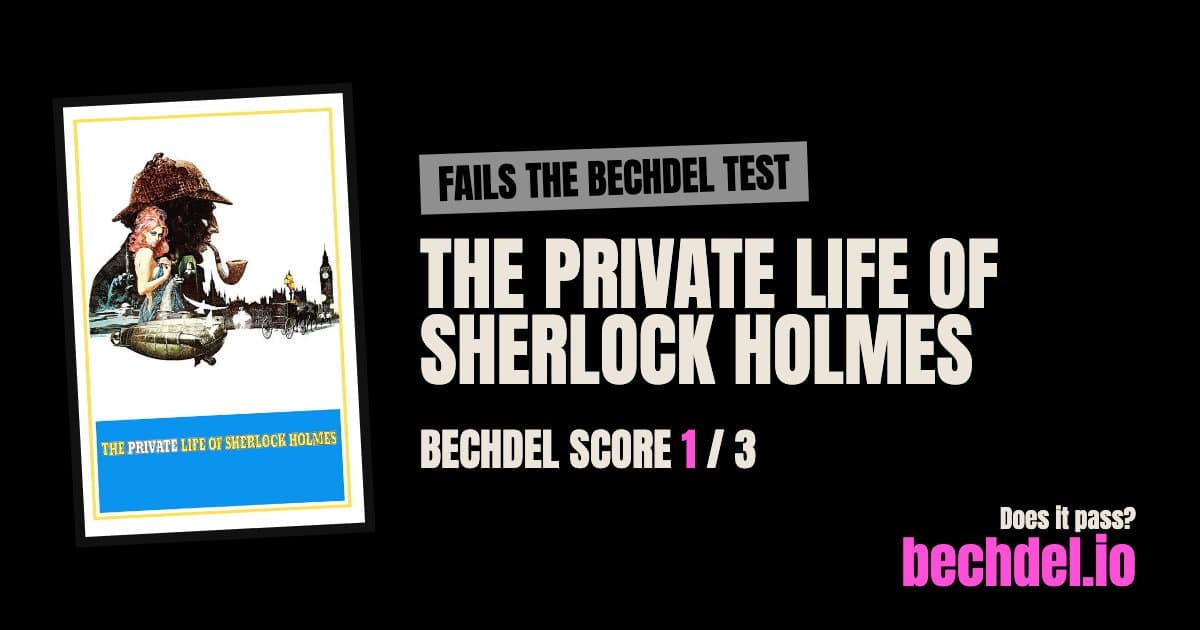 FAILS THE BECHDEL TEST
THE PRIVATE LIFE OF
SHERLOCK HOLMES
BECHDEL SCORE 1 / 3
THE PRIVATE LIFE OF SHERLOCK HOLMES
Does it pass?
bechdel.io